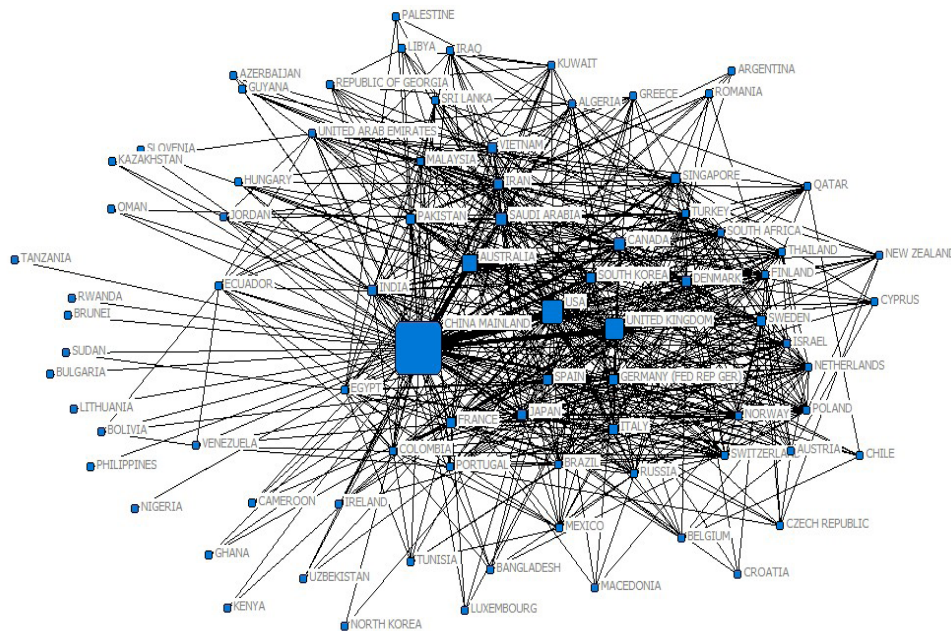 PALESTINE
LIBYA
IRAQ
KUWAIT
ARGENTINA
AZERBAIJAN
GUYANA
REPUBLIC OF GEORGIA
SRI LANKA
ALGERIA
GREECE
ROMANIA
UNITED ARAB EMIRATES
VIETNAM
SLOVENIA
KAZAKHSTAN
MALAYSIA
HUNGARY
IRAN
SINGAPORE
QATAR
OMAN
JORDAN
PAKISTAN
SAUDI ARABIA
TURKEY
SOUTH AFRICA
CANADA
THAILAND
NEW ZEALAND
TANZANIA
AUSTRALIA
SOUTH KOREA
DENMARK
FINLAND
ECUADOR
INDIA
RWANDA
BRUNEI
USA
CYPRUS
CHINA MAINLAND
UNITED KINGDOM
SWEDEN
ISRAEL
SUDAN
BULGARIA
NETHERLANDS
EGYPT
SPAIN
GERMANY (FED REP GER)
LITHUANIA
BOLIVIA
FRANCE
JAPAN
ITALY
NORWAY
POLAND
VENEZUELA
COLOMBIA
SWITZERLAND
AUSTRIA
CHILE
PHILIPPINES
PORTUGAL
BRAZIL
RUSSIA
NIGERIA
CAMEROON
IRELAND
MEXICO
CZECH REPUBLIC
BELGIUM
GHANA
UZBEKISTAN
TUNISIA
BANGLADESH
CROATIA
MACEDONIA
KENYA
NORTH KOREA
LUXEMBOURG